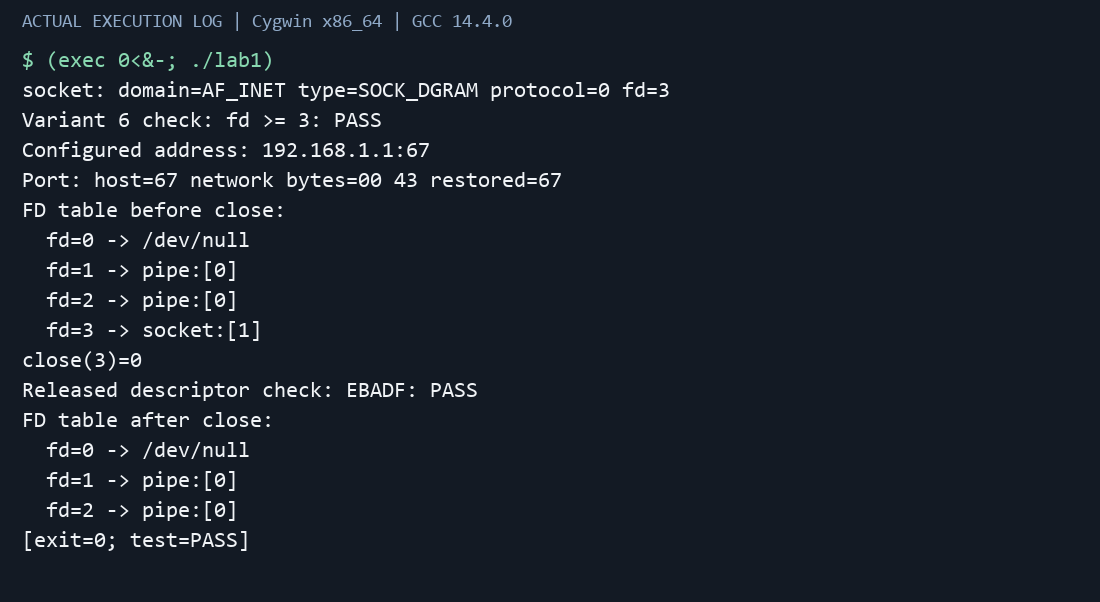 ACTUAL EXECUTION LOG | Cygwin x86_64 | GCC 14.4.0
$ (exec 0<&-; ./lab1)
socket: domain=AF_INET type=SOCK_DGRAM protocol=0 fd=3
Variant 6 check: fd >= 3: PASS
Configured address: 192.168.1.1:67
Port: host=67 network bytes=00 43 restored=67
FD table before close:
  fd=0 -> /dev/null
  fd=1 -> pipe:[0]
  fd=2 -> pipe:[0]
  fd=3 -> socket:[1]
close(3)=0
Released descriptor check: EBADF: PASS
FD table after close:
  fd=0 -> /dev/null
  fd=1 -> pipe:[0]
  fd=2 -> pipe:[0]
[exit=0; test=PASS]